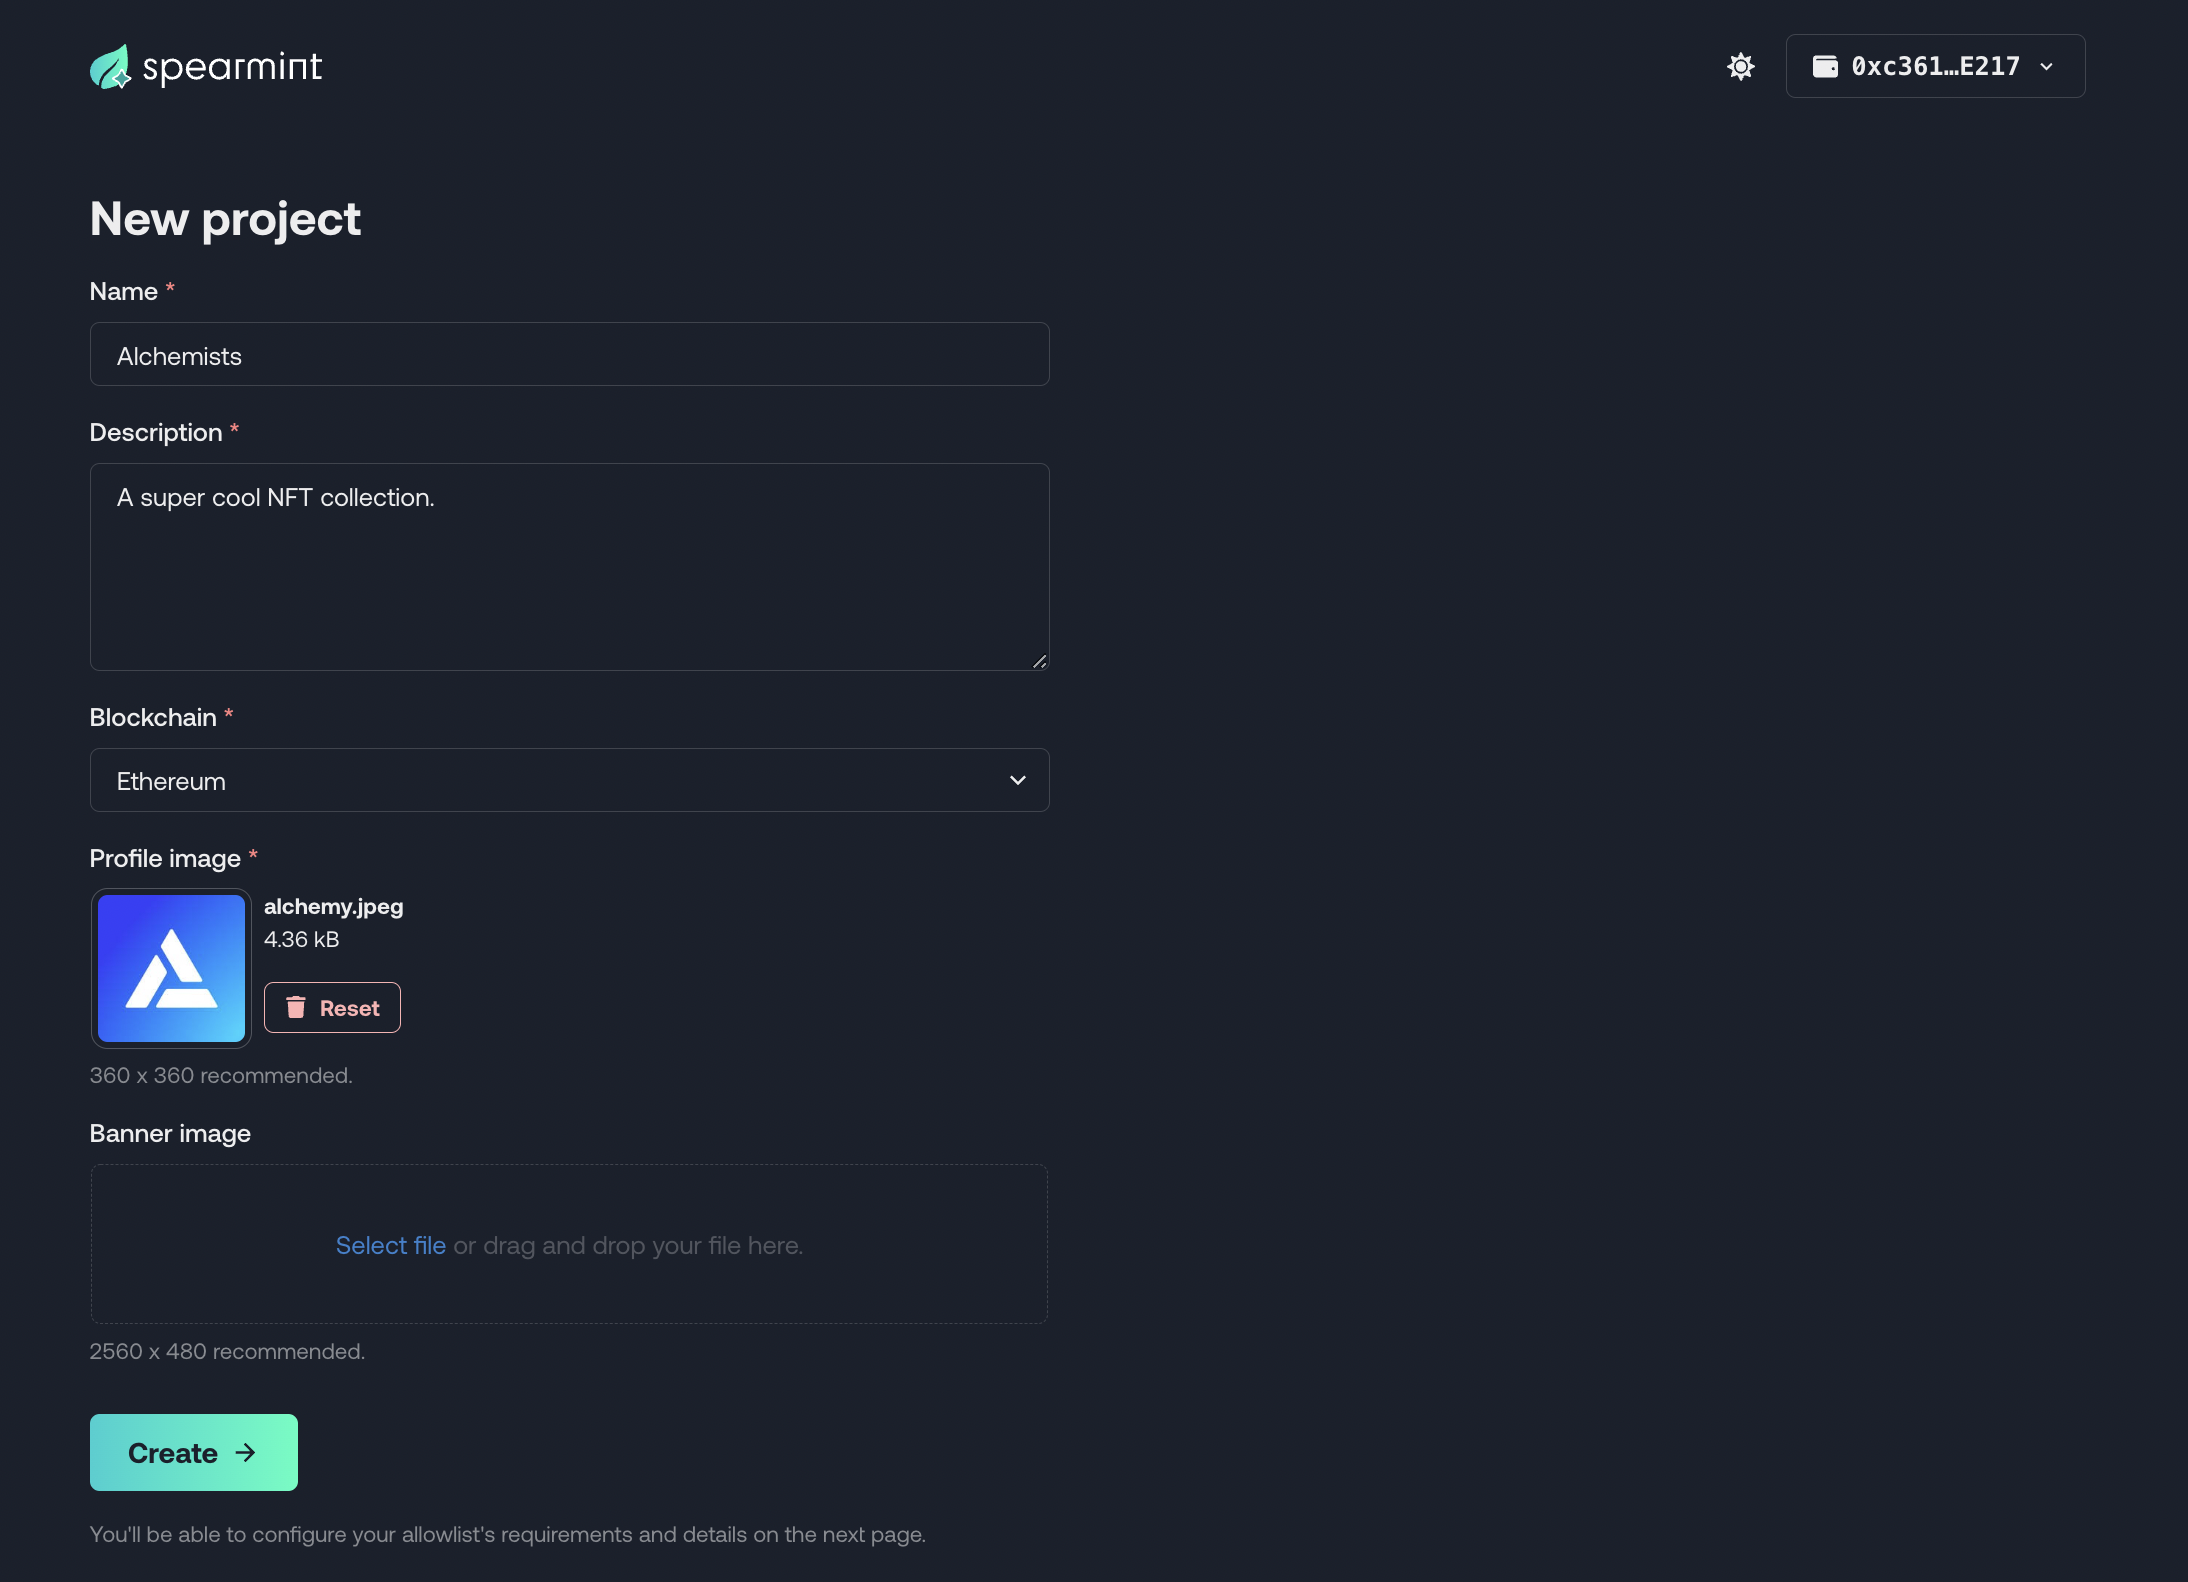 spearmint
0xc361…E217
New project
Name *
Alchemists
Description *
A super cool NFT collection.
Blockchain *
Ethereum
Profile image *
alchemy.jpeg
4.36 kB
Reset
360 x 360 recommended.
Banner image
Select file or drag and drop your file here.
2560 x 480 recommended.
Create →
You'll be able to configure your allowlist's requirements and details on the next page.